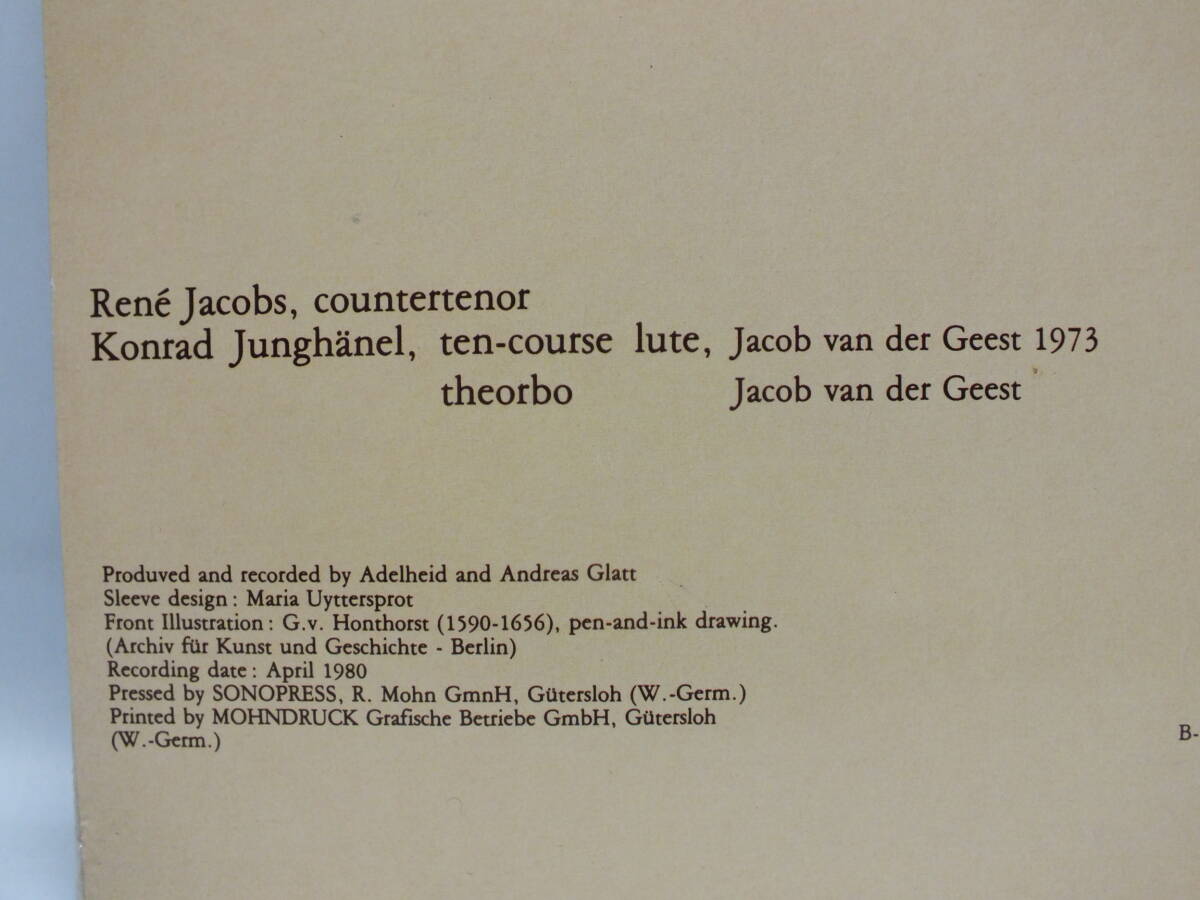 René Jacobs, countertenor
Konrad Junghänel, ten-course lute, Jacob van der Geest 1973
theorbo Jacob van der Geest
Produved and recorded by Adelheid and Andreas Glatt
Sleeve design : Maria Uyttersprot
Front Illustration : G.v. Honthorst (1590-1656), pen-and-ink drawing.
(Archiv für Kunst und Geschichte - Berlin)
Recording date : April 1980
Pressed by SONOPRESS, R. Mohn GmnH, Gütersloh (W.-Germ.)
Printed by MOHNDRUCK Grafische Betriebe GmbH, Gütersloh
(W.-Germ.)
B-